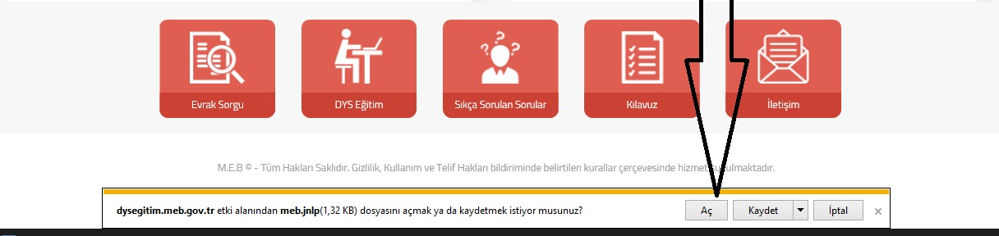 Evrak Sorgu
DYS Eğitim
Sıkça Sorulan Sorular
Kılavuz
İletişim
M.E.B © - Tüm Hakları Saklıdır. Gizlilik, Kullanım ve Telif Hakları bildiriminde belirtilen kurallar çerçevesinde hizmet sunulmaktadır.
dysegitim.meb.gov.tr etki alanından meb.jnlp(1,32 KB) dosyasını açmak ya da kaydetmek istiyor musunuz? Aç Kaydet İptal ×